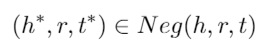 (h*, r, t*) ∈ Neg(h, r, t)